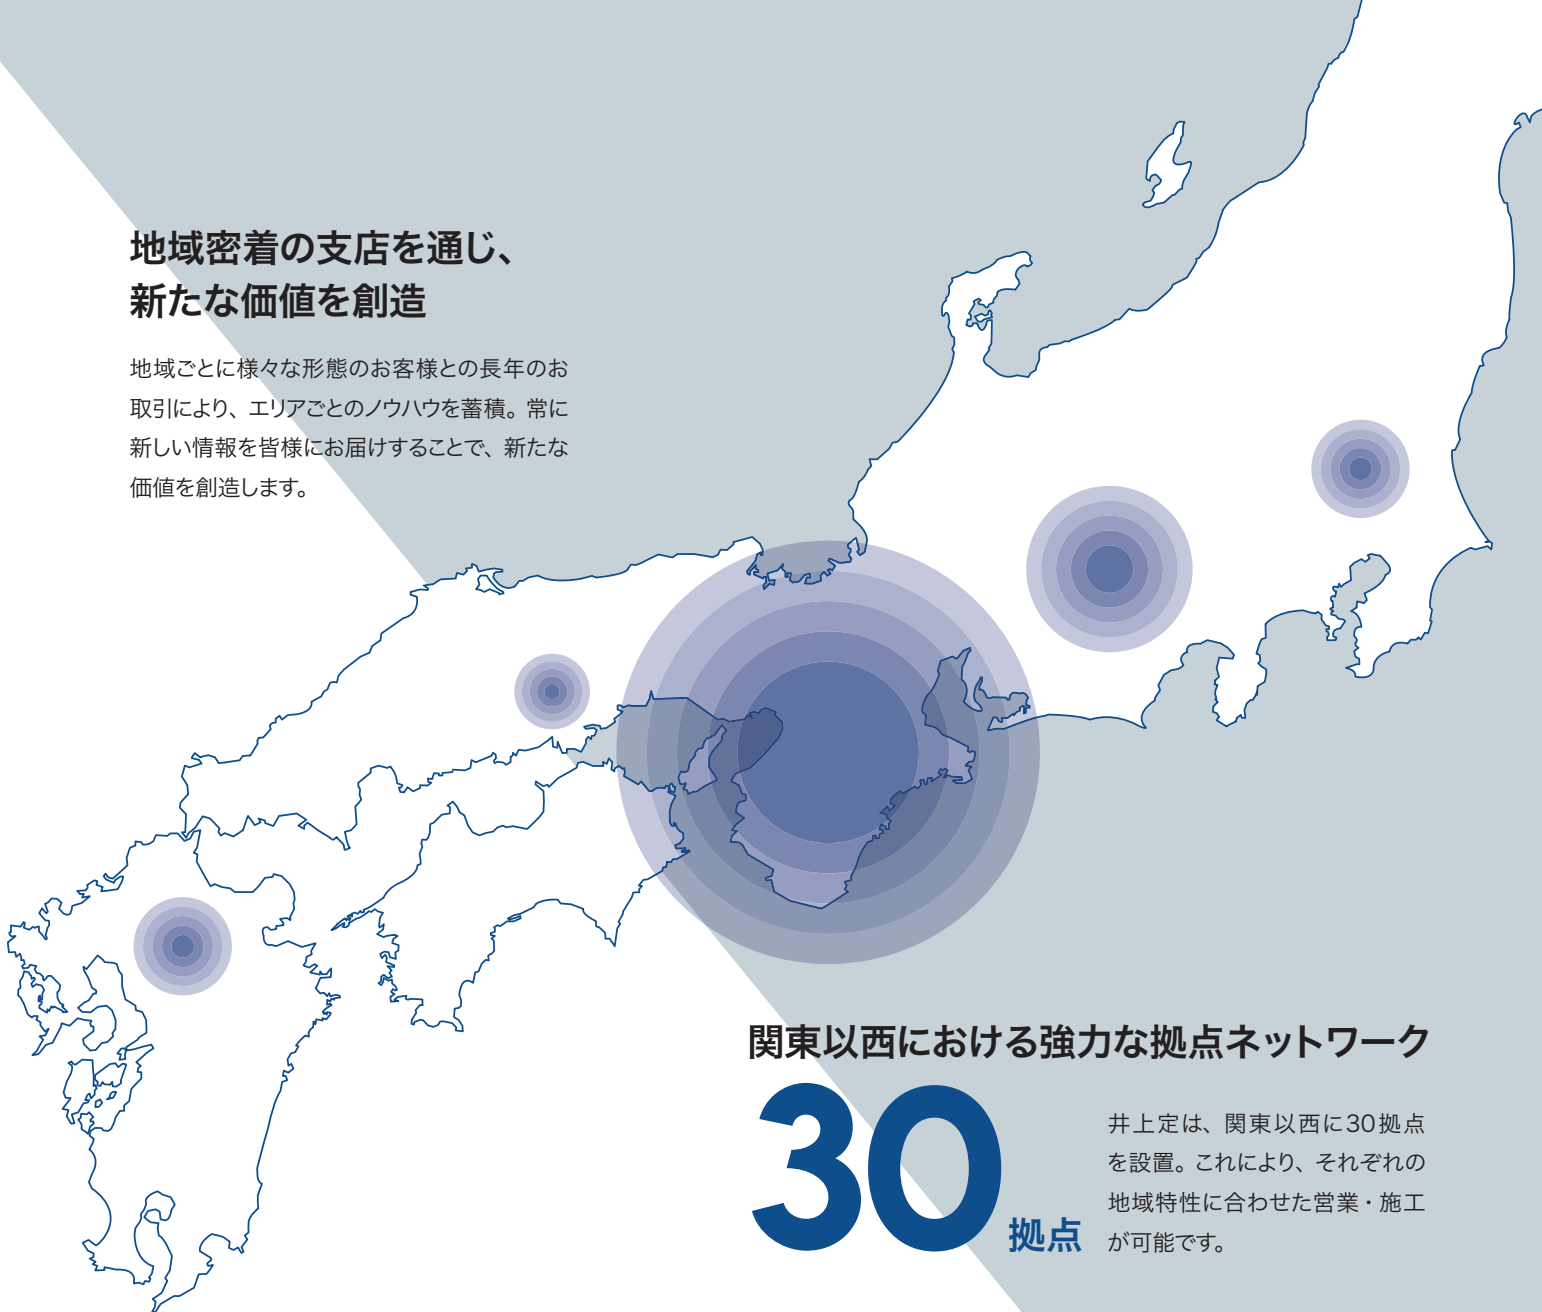 地域密着の支店を通じ、
新たな価値を創造
地域ごとに様々な形態のお客様との長年のお
取引により、エリアごとのノウハウを蓄積。常に
新しい情報を皆様にお届けすることで、新たな
価値を創造します。
関東以西における強力な拠点ネットワーク
30拠点
井上定は、関東以西に30拠点
を設置。これにより、それぞれの
地域特性に合わせた営業・施工
が可能です。